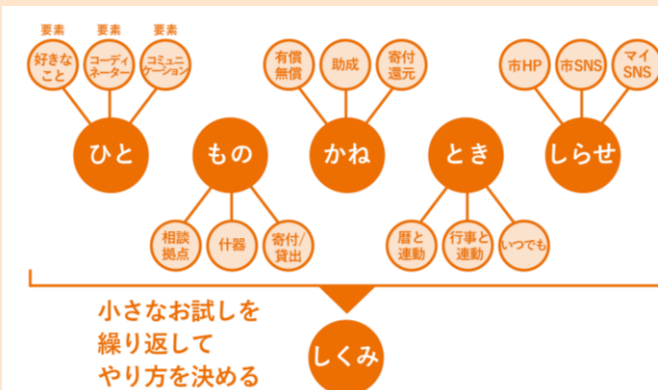 要素
要素
要素
好きな
こと
コーディ
ネーター
コミュニ
ケーション
有償
無償
助成
寄付
還元
市HP
市SNS
マイ
SNS
ひと
もの
かね
とき
しらせ
相談
拠点
什器
寄付/
貸出
暦と
連動
行事と
連動
いつでも
小さなお試しを
繰り返して
やり方を決める
しくみ